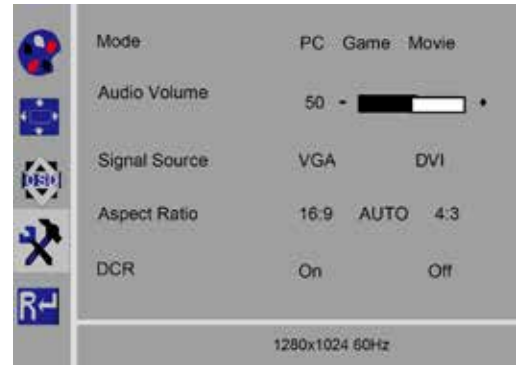 Mode PC Game Movie
Audio Volume 50 - +
Signal Source VGA DVI
OSD
Aspect Ratio 16:9 AUTO 4:3
DCR On Off
R
1280x1024 60Hz